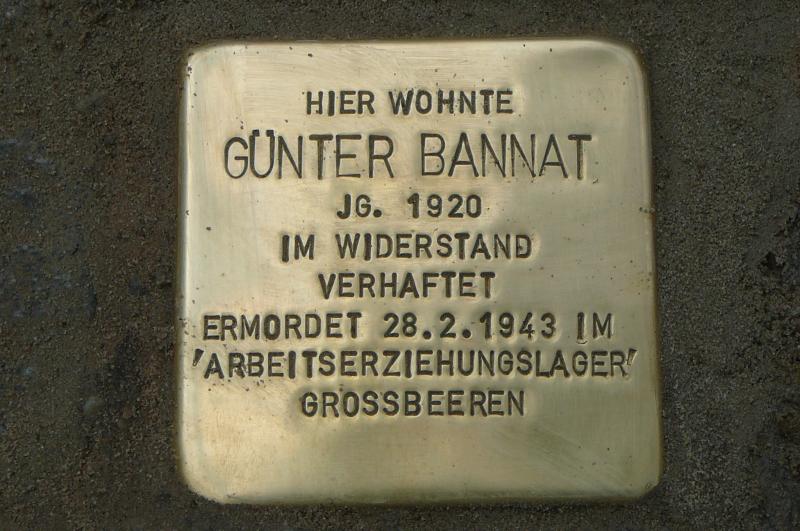 HIER WOHNTE
GÜNTER BANNAT
JG. 1920
IM WIDERSTAND
VERHAFTET
ERMORDET 28.2.1943 IM
'ARBEITSERZIEHUNGSLAGER'
GROSSBEEREN